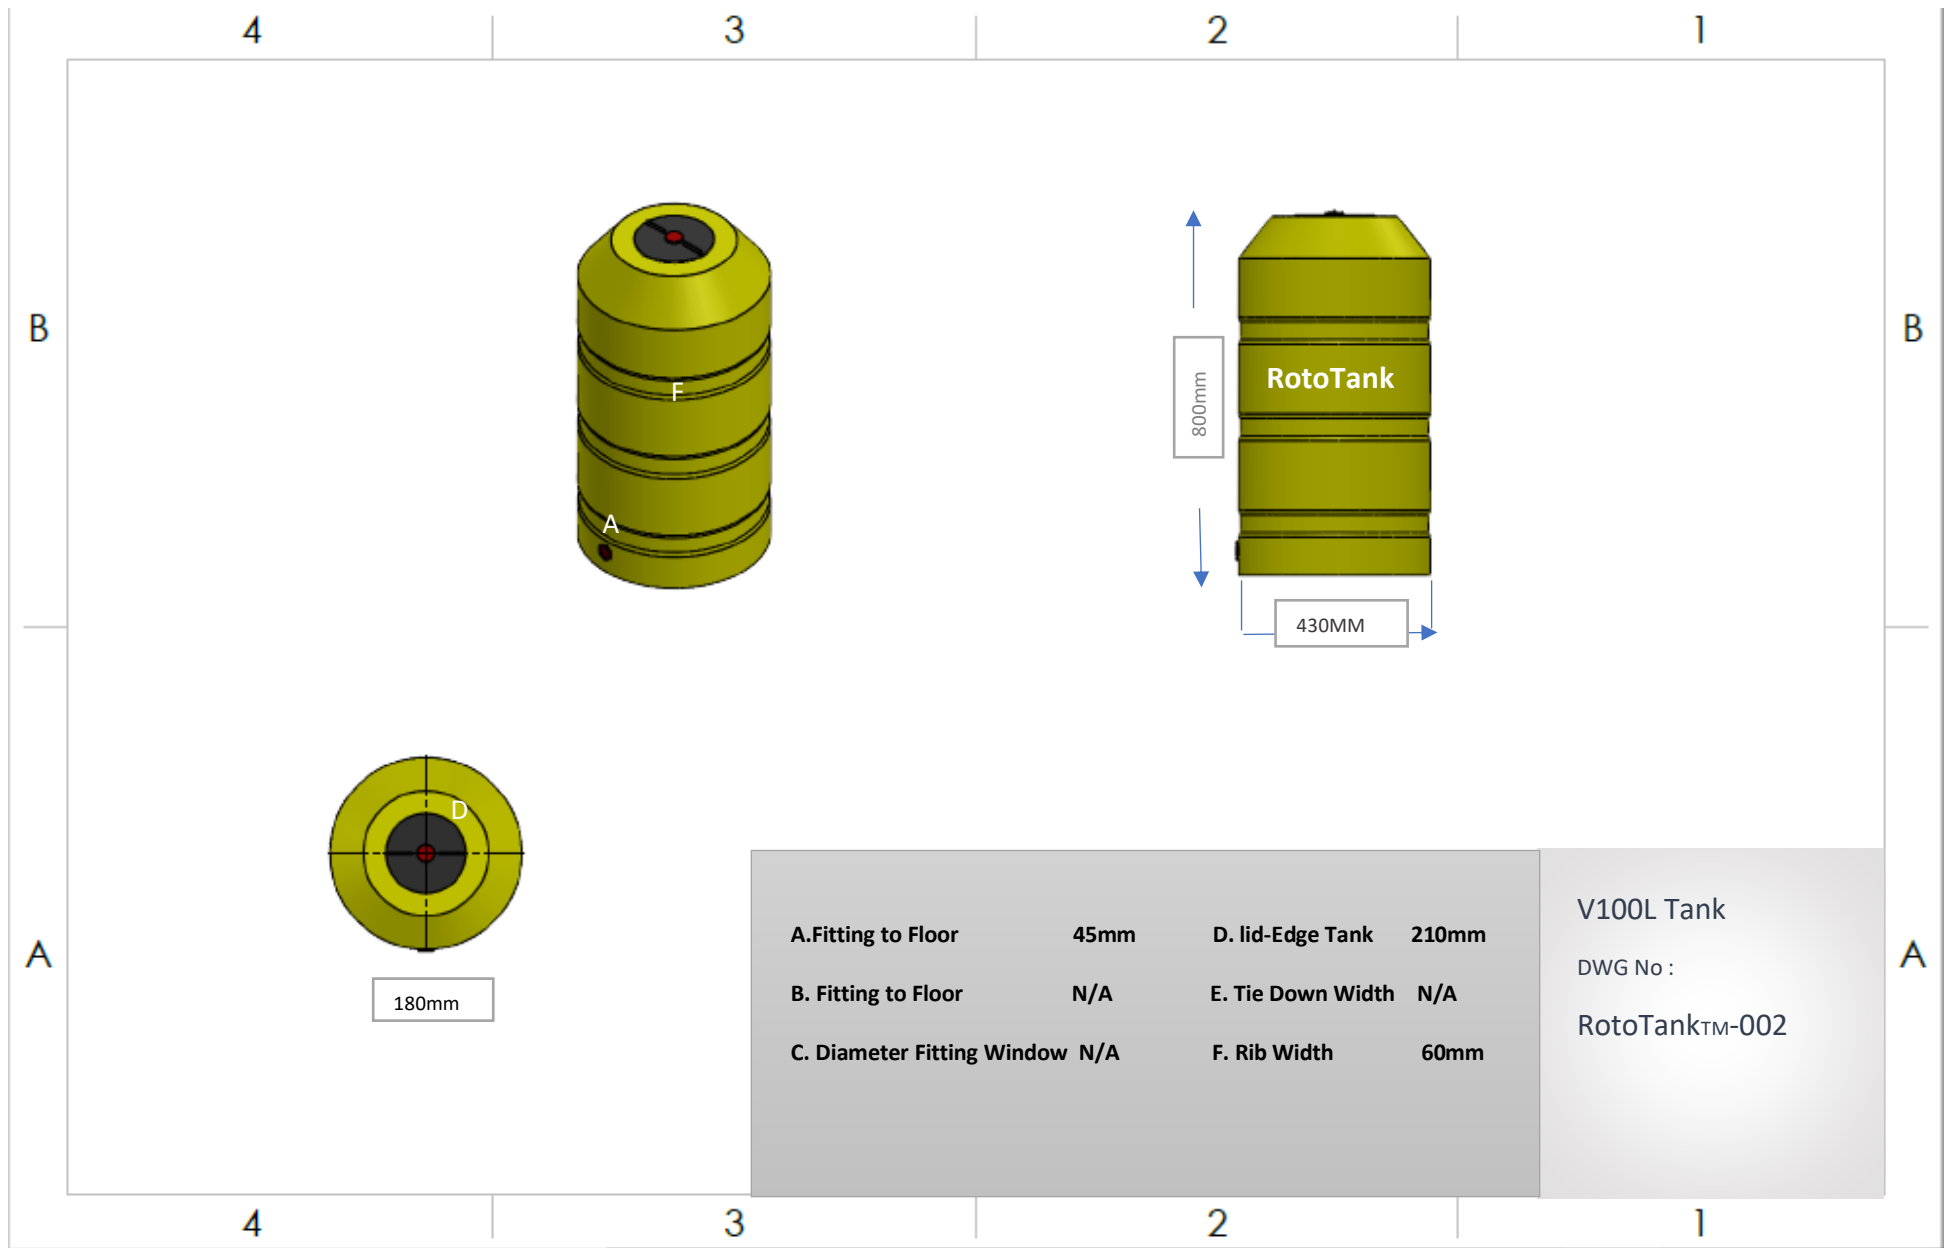 4 3 2 1
B B
F
A
RotoTank
800mm
430MM
D
180mm
A A
A.Fitting to Floor 45mm D. lid-Edge Tank 210mm
B. Fitting to Floor N/A E. Tie Down Width N/A
C. Diameter Fitting Window N/A F. Rib Width 60mm
V100L Tank
DWG No :
RotoTankTM-002
4 3 2 1